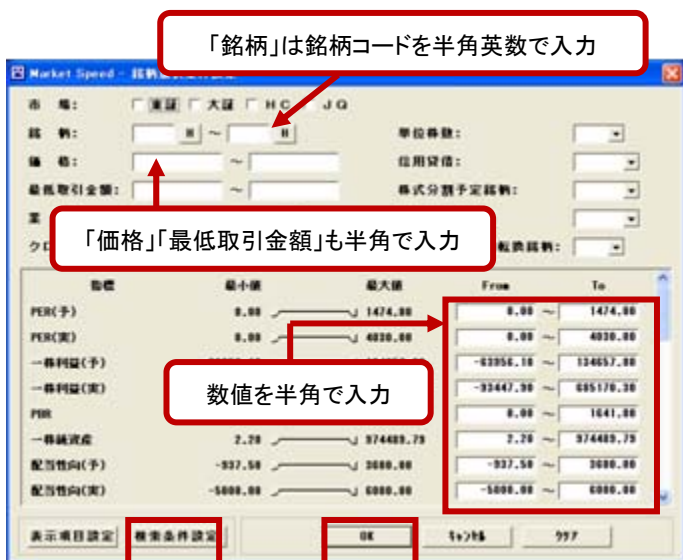 「銘柄」は銘柄コードを半角英数で入力
Market Speed -
市 場: 東証 大証 HC JQ
銘 柄: ~ 単位株数:
価 格: ~ 信用貸借:
最低取引金額: ~ 株式分割予定銘柄:
「価格」「最低取引金額」も半角で入力
転換銘柄:
指標 最小値 最大値 From To
PER(予) 0.00 1474.00 0.00 ~ 1474.00
PER(実) 0.00 4030.00 0.00 ~ 4030.00
一株利益(予) -63956.10 ~ 134657.00
一株利益(実) -93447.90 ~ 685170.30
数値を半角で入力
PBR 0.00 ~ 1641.00
一株純資産 2.20 974489.79 2.20 ~ 974489.79
配当性向(予) -937.50 3600.00 -937.50 ~ 3600.00
配当性向(実) -5000.00 6000.00 -5000.00 ~ 6000.00
表示項目設定 検索条件設定 OK キャンセル クリア